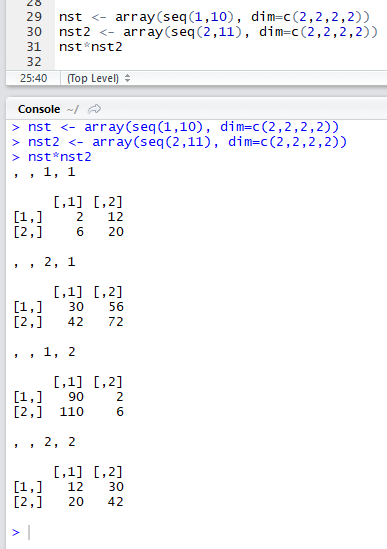 28
29 nst <- array(seq(1,10), dim=c(2,2,2,2))
30 nst2 <- array(seq(2,11), dim=c(2,2,2,2))
31 nst*nst2
32
25:40 (Top Level)
Console ~/
> nst <- array(seq(1,10), dim=c(2,2,2,2))
> nst2 <- array(seq(2,11), dim=c(2,2,2,2))
> nst*nst2
, , 1, 1
[,1] [,2]
[1,] 2 12
[2,] 6 20
, , 2, 1
[,1] [,2]
[1,] 30 56
[2,] 42 72
, , 1, 2
[,1] [,2]
[1,] 90 2
[2,] 110 6
, , 2, 2
[,1] [,2]
[1,] 12 30
[2,] 20 42
>